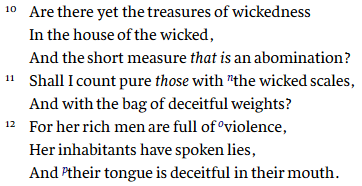 10 Are there yet the treasures of wickedness
In the house of the wicked,
And the short measure that is an abomination?
11 Shall I count pure those with nthe wicked scales,
And with the bag of deceitful weights?
12 For her rich men are full of oviolence,
Her inhabitants have spoken lies,
And ptheir tongue is deceitful in their mouth.